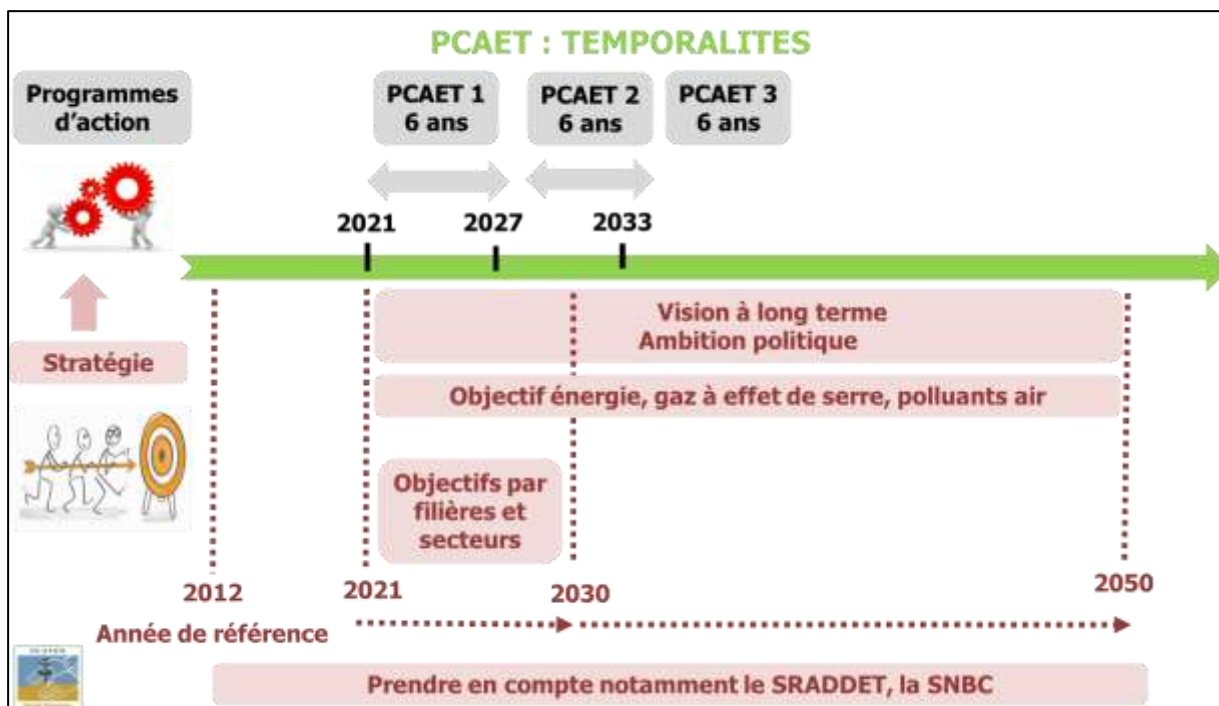 PCAET : TEMPORALITES
Programmes
d'action
PCAET 1
6 ans
PCAET 2
6 ans
PCAET 3
6 ans
2021
2027
2033
Vision à long terme
Ambition politique
Stratégie
Objectif énergie, gaz à effet de serre, polluants air
Objectifs par
filières et
secteurs
2012
2021
2030
2050
Année de référence
Prendre en compte notamment le SRADDET, la SNBC